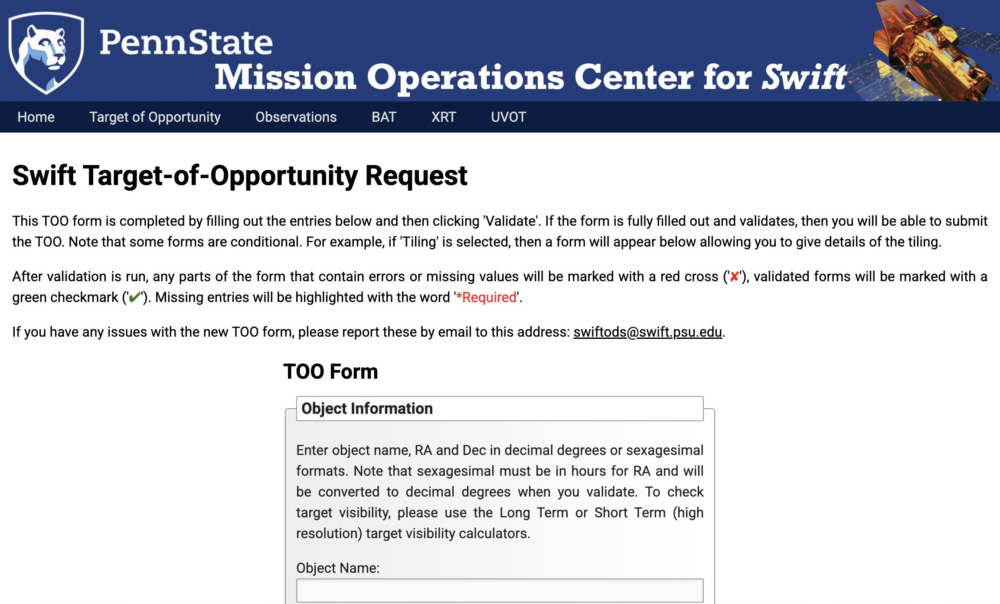 PennState
Mission Operations Center for Swift
Home Target of Opportunity Observations BAT XRT UVOT
Swift Target-of-Opportunity Request
This TOO form is completed by filling out the entries below and then clicking 'Validate'. If the form is fully filled out and validates, then you will be able to submit
the TOO. Note that some forms are conditional. For example, if 'Tiling' is selected, then a form will appear below allowing you to give details of the tiling.
After validation is run, any parts of the form that contain errors or missing values will be marked with a red cross ('✘'), validated forms will be marked with a
green checkmark ('✔'). Missing entries will be highlighted with the word '*Required'.
If you have any issues with the new TOO form, please report these by email to this address: swiftods@swift.psu.edu.
TOO Form
Object Information
Enter object name, RA and Dec in decimal degrees or sexagesimal
formats. Note that sexagesimal must be in hours for RA and will
be converted to decimal degrees when you validate. To check
target visibility, please use the Long Term or Short Term (high
resolution) target visibility calculators.
Object Name: